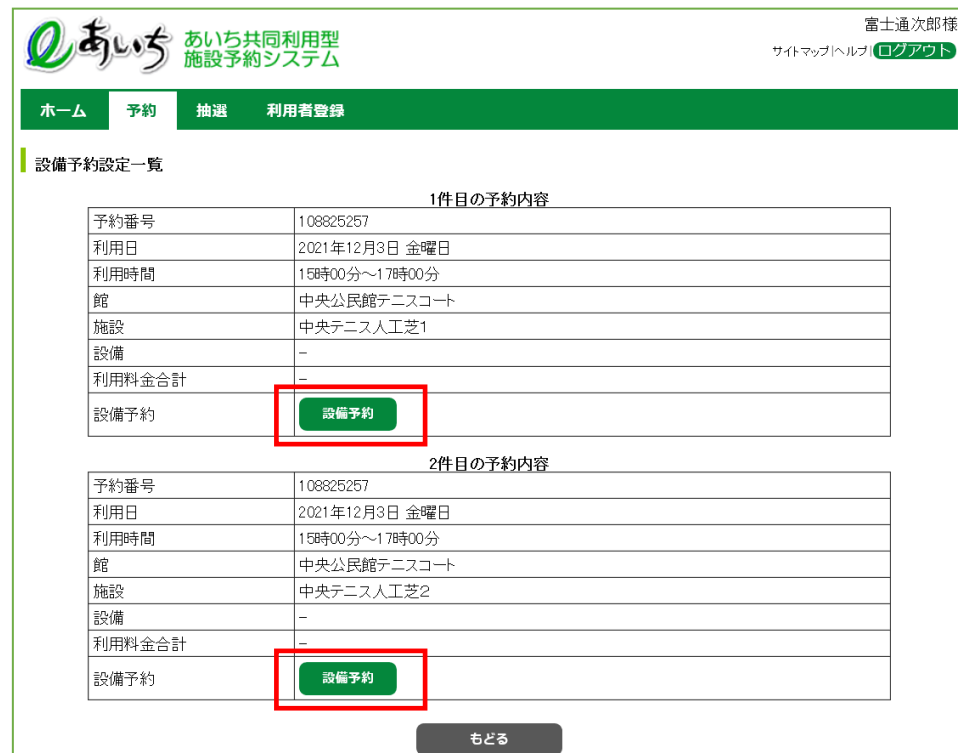 富士通次郎様
あいち
あいち共同利用型
施設予約システム
サイトマップ|ヘルプ|ログアウト
ホーム 予約 抽選 利用者登録
設備予約設定一覧
1件目の予約内容
予約番号 108825257
利用日 2021年12月3日 金曜日
利用時間 15時00分～17時00分
館 中央公民館テニスコート
施設 中央テニス人工芝1
設備 -
利用料金合計 -
設備予約 設備予約
2件目の予約内容
予約番号 108825257
利用日 2021年12月3日 金曜日
利用時間 15時00分～17時00分
館 中央公民館テニスコート
施設 中央テニス人工芝2
設備 -
利用料金合計 -
設備予約 設備予約
もどる